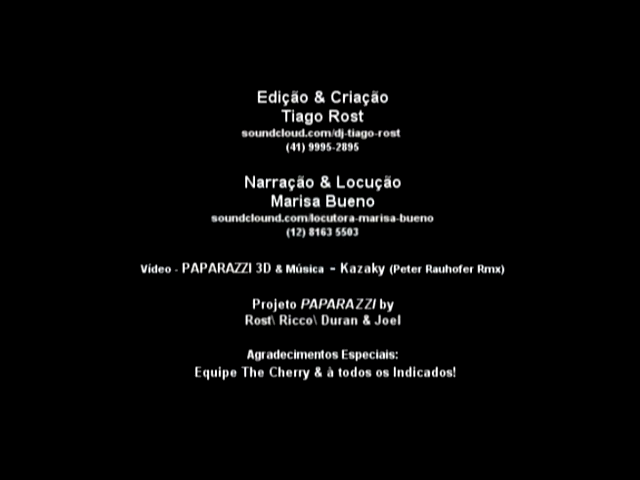 Edição & Criação
Tiago Rost
soundcloud.com/dj-tiago-rost
(41) 9995-2895
Narração & Locução
Marisa Bueno
soundclound.com/locutora-marisa-bueno
(12) 8163 5503
Vídeo - PAPARAZZI 3D & Música - Kazaky (Peter Rauhofer Rmx)
Projeto PAPARAZZI by
Rost\ Ricco\ Duran & Joel
Agradecimentos Especiais:
Equipe The Cherry & à todos os Indicados!